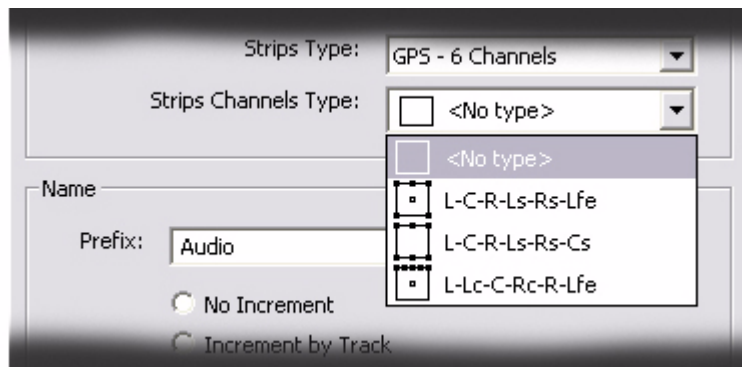 Strips Type: GPS - 6 Channels
Strips Channels Type: <No type>
<No type>
L-C-R-Ls-Rs-Lfe
L-C-R-Ls-Rs-Cs
L-Lc-C-Rc-R-Lfe
Name
Prefix: Audio
No Increment
Increment by Track